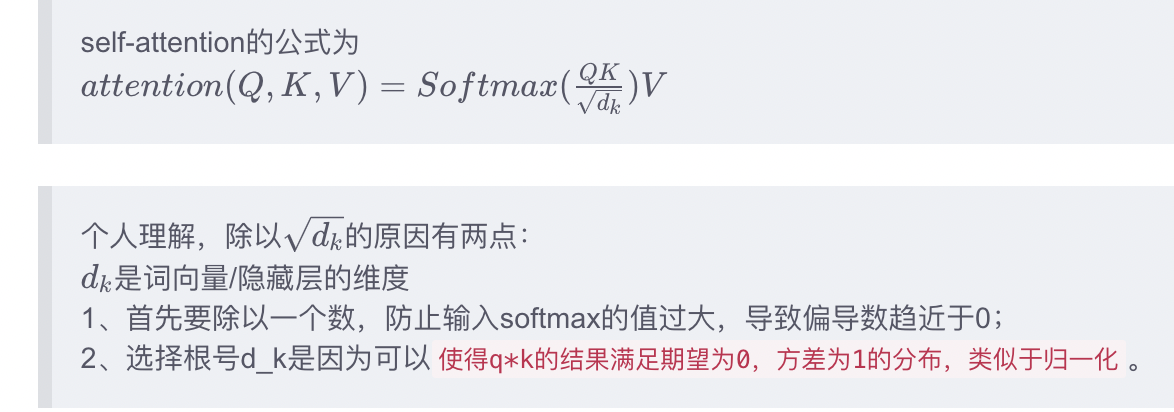 self-attention的公式为
attention(Q, K, V) = Softmax(\frac{QK}{\sqrt{d_k}})V
个人理解，除以\sqrt{d_k}的原因有两点：
d_k是词向量/隐藏层的维度
1、首先要除以一个数，防止输入softmax的值过大，导致偏导数趋近于0；
2、选择根号d_k是因为可以 使得q*k的结果满足期望为0，方差为1的分布，类似于归一化 。